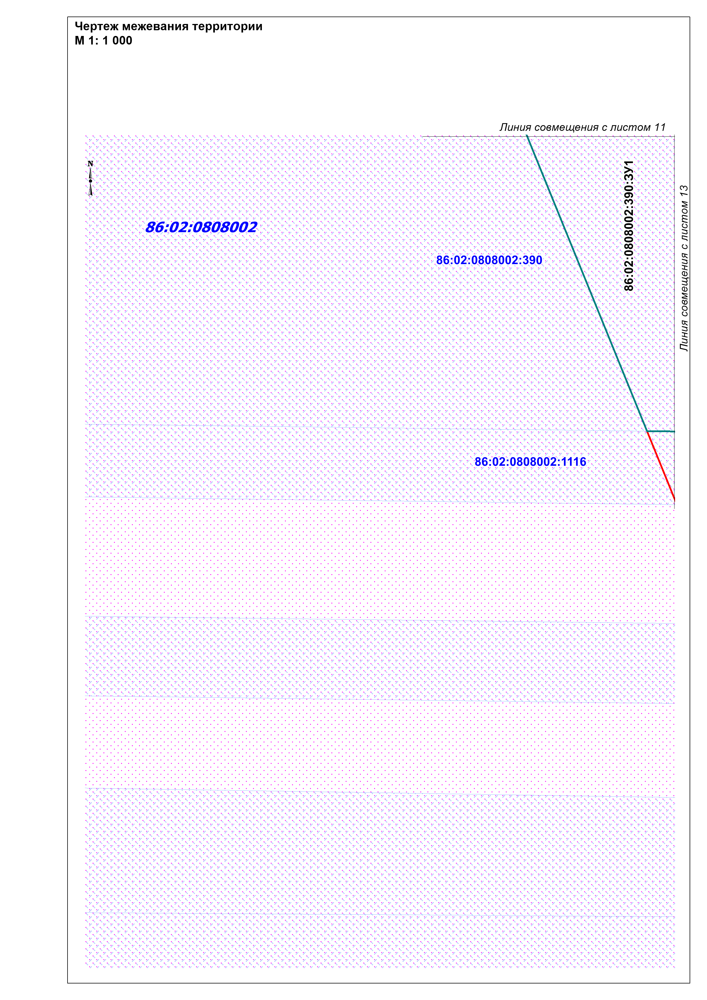 Чертеж межевания территории
М 1: 1 000
Линия совмещения с листом 11
N
86:02:0808002:390:ЗУ1
Линия совмещения с листом 13
86:02:0808002
86:02:0808002:390
86:02:0808002:1116